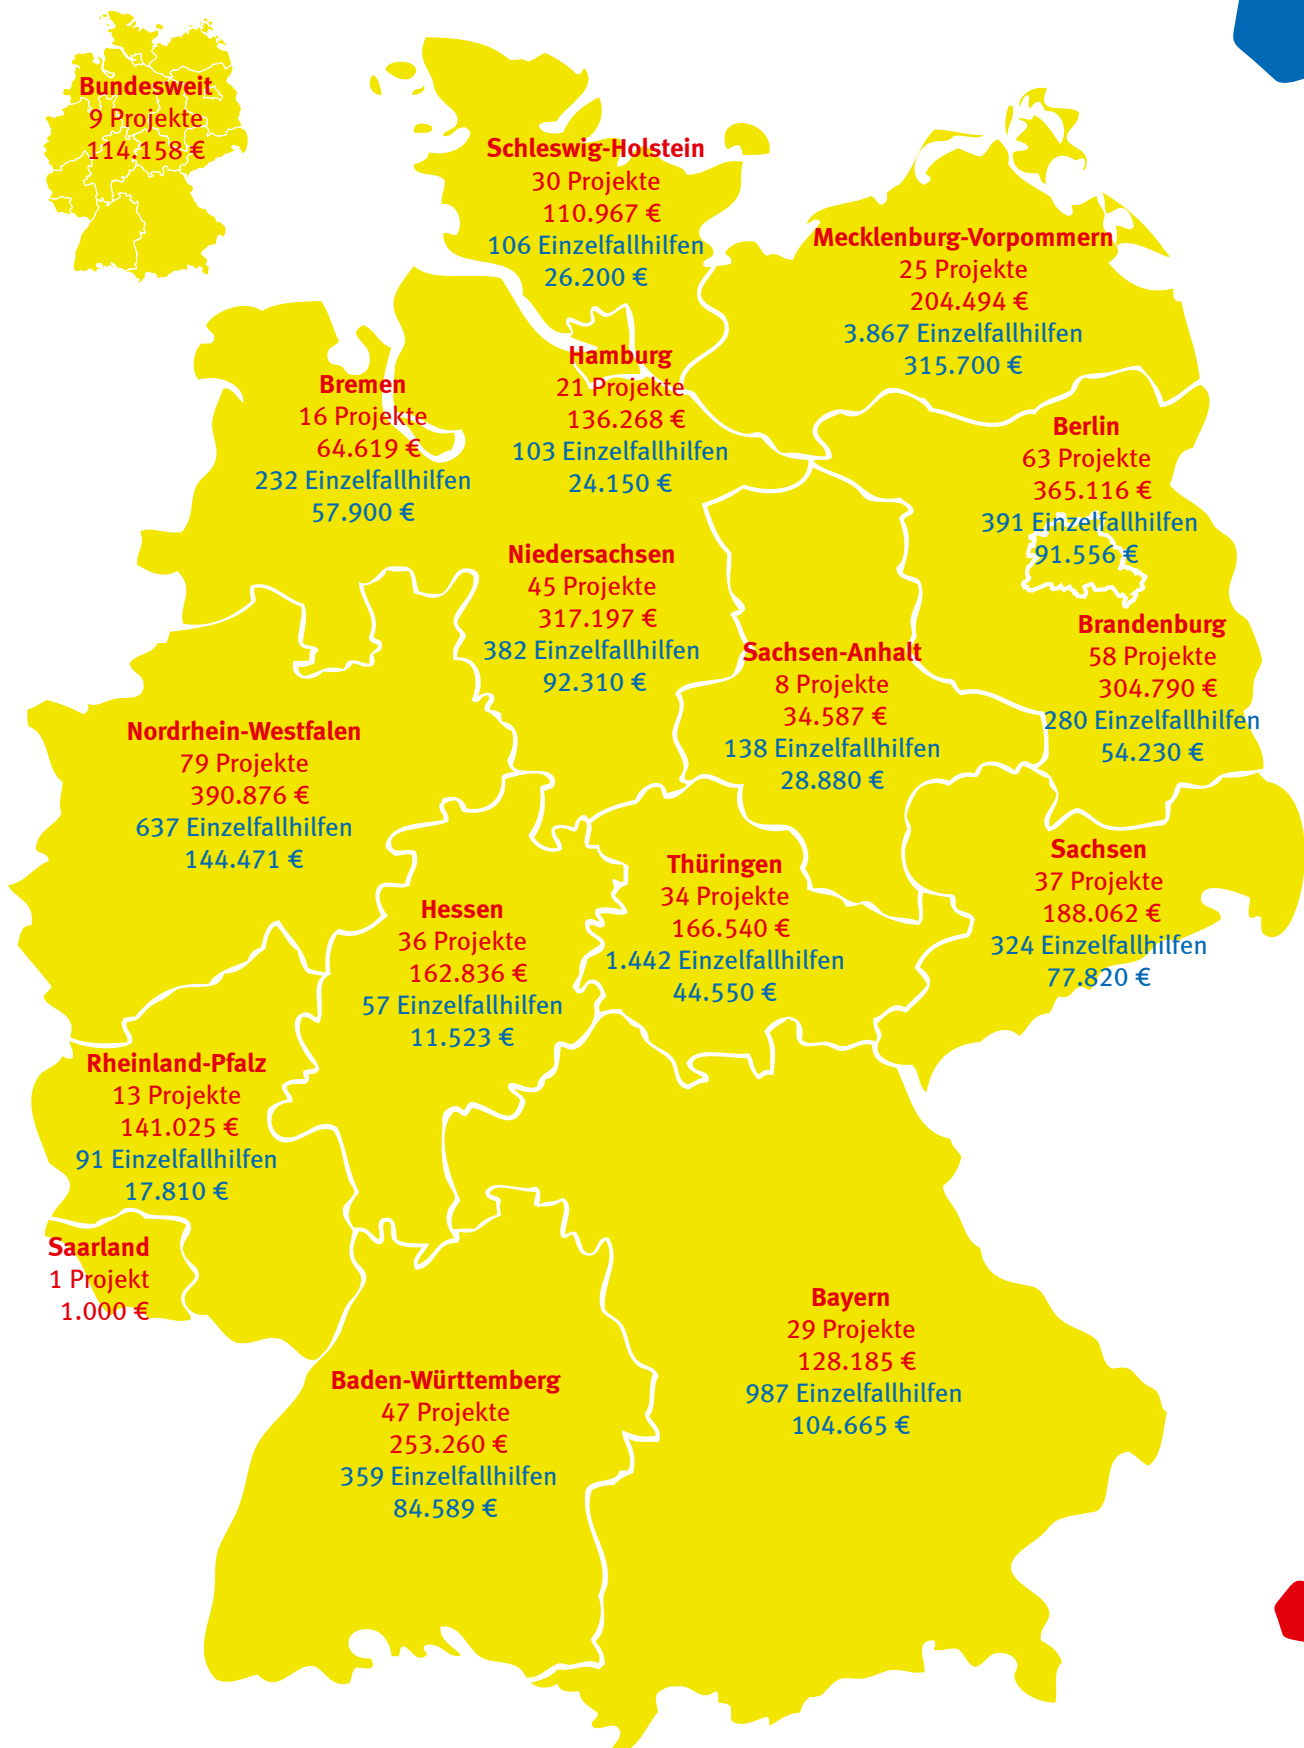 Bundesweit
9 Projekte
114.158 €
Schleswig-Holstein
30 Projekte
110.967 €
106 Einzelfallhilfen
26.200 €
Mecklenburg-Vorpommern
25 Projekte
204.494 €
3.867 Einzelfallhilfen
315.700 €
Hamburg
21 Projekte
136.268 €
103 Einzelfallhilfen
24.150 €
Bremen
16 Projekte
64.619 €
232 Einzelfallhilfen
57.900 €
Berlin
63 Projekte
365.116 €
391 Einzelfallhilfen
91.556 €
Niedersachsen
45 Projekte
317.197 €
382 Einzelfallhilfen
92.310 €
Brandenburg
58 Projekte
304.790 €
280 Einzelfallhilfen
54.230 €
Sachsen-Anhalt
8 Projekte
34.587 €
138 Einzelfallhilfen
28.880 €
Nordrhein-Westfalen
79 Projekte
390.876 €
637 Einzelfallhilfen
144.471 €
Sachsen
37 Projekte
188.062 €
324 Einzelfallhilfen
77.820 €
Thüringen
34 Projekte
166.540 €
1.442 Einzelfallhilfen
44.550 €
Hessen
36 Projekte
162.836 €
57 Einzelfallhilfen
11.523 €
Rheinland-Pfalz
13 Projekte
141.025 €
91 Einzelfallhilfen
17.810 €
Saarland
1 Projekt
1.000 €
Bayern
29 Projekte
128.185 €
987 Einzelfallhilfen
104.665 €
Baden-Württemberg
47 Projekte
253.260 €
359 Einzelfallhilfen
84.589 €